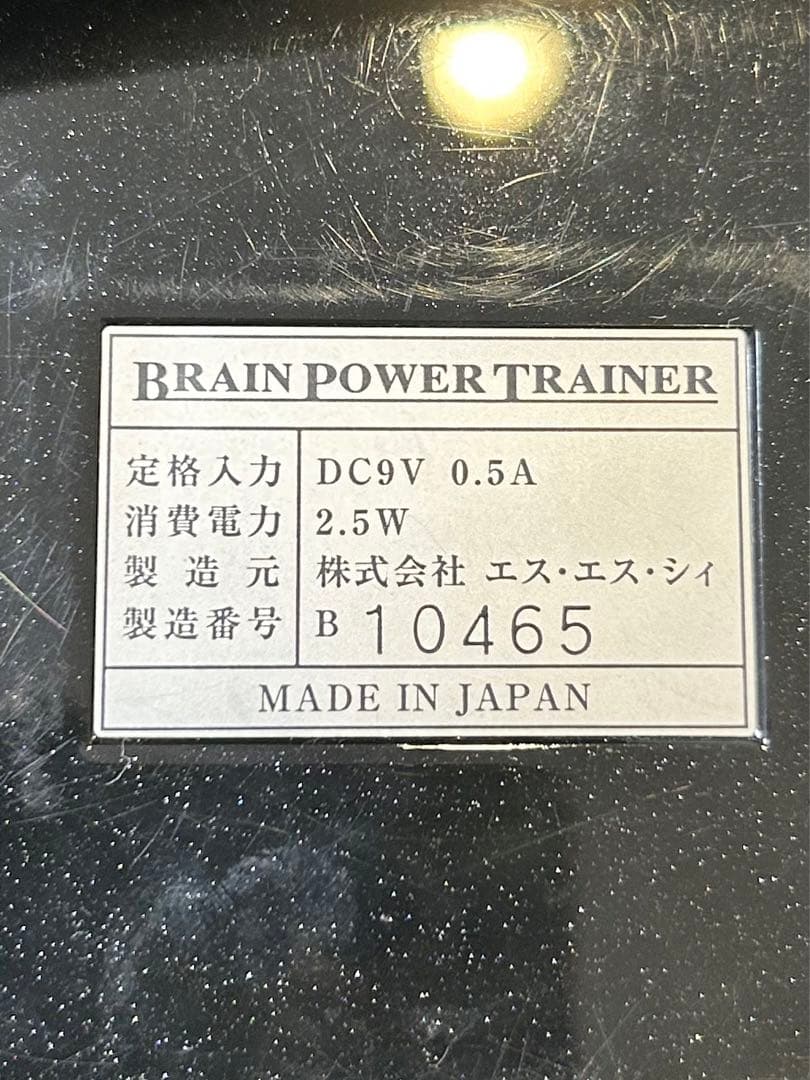 BRAIN POWER TRAINER
定格入力 DC9V 0.5A
消費電力 2.5W
製造元 株式会社 エス・エス・シィ
製造番号 B 10465
MADE IN JAPAN